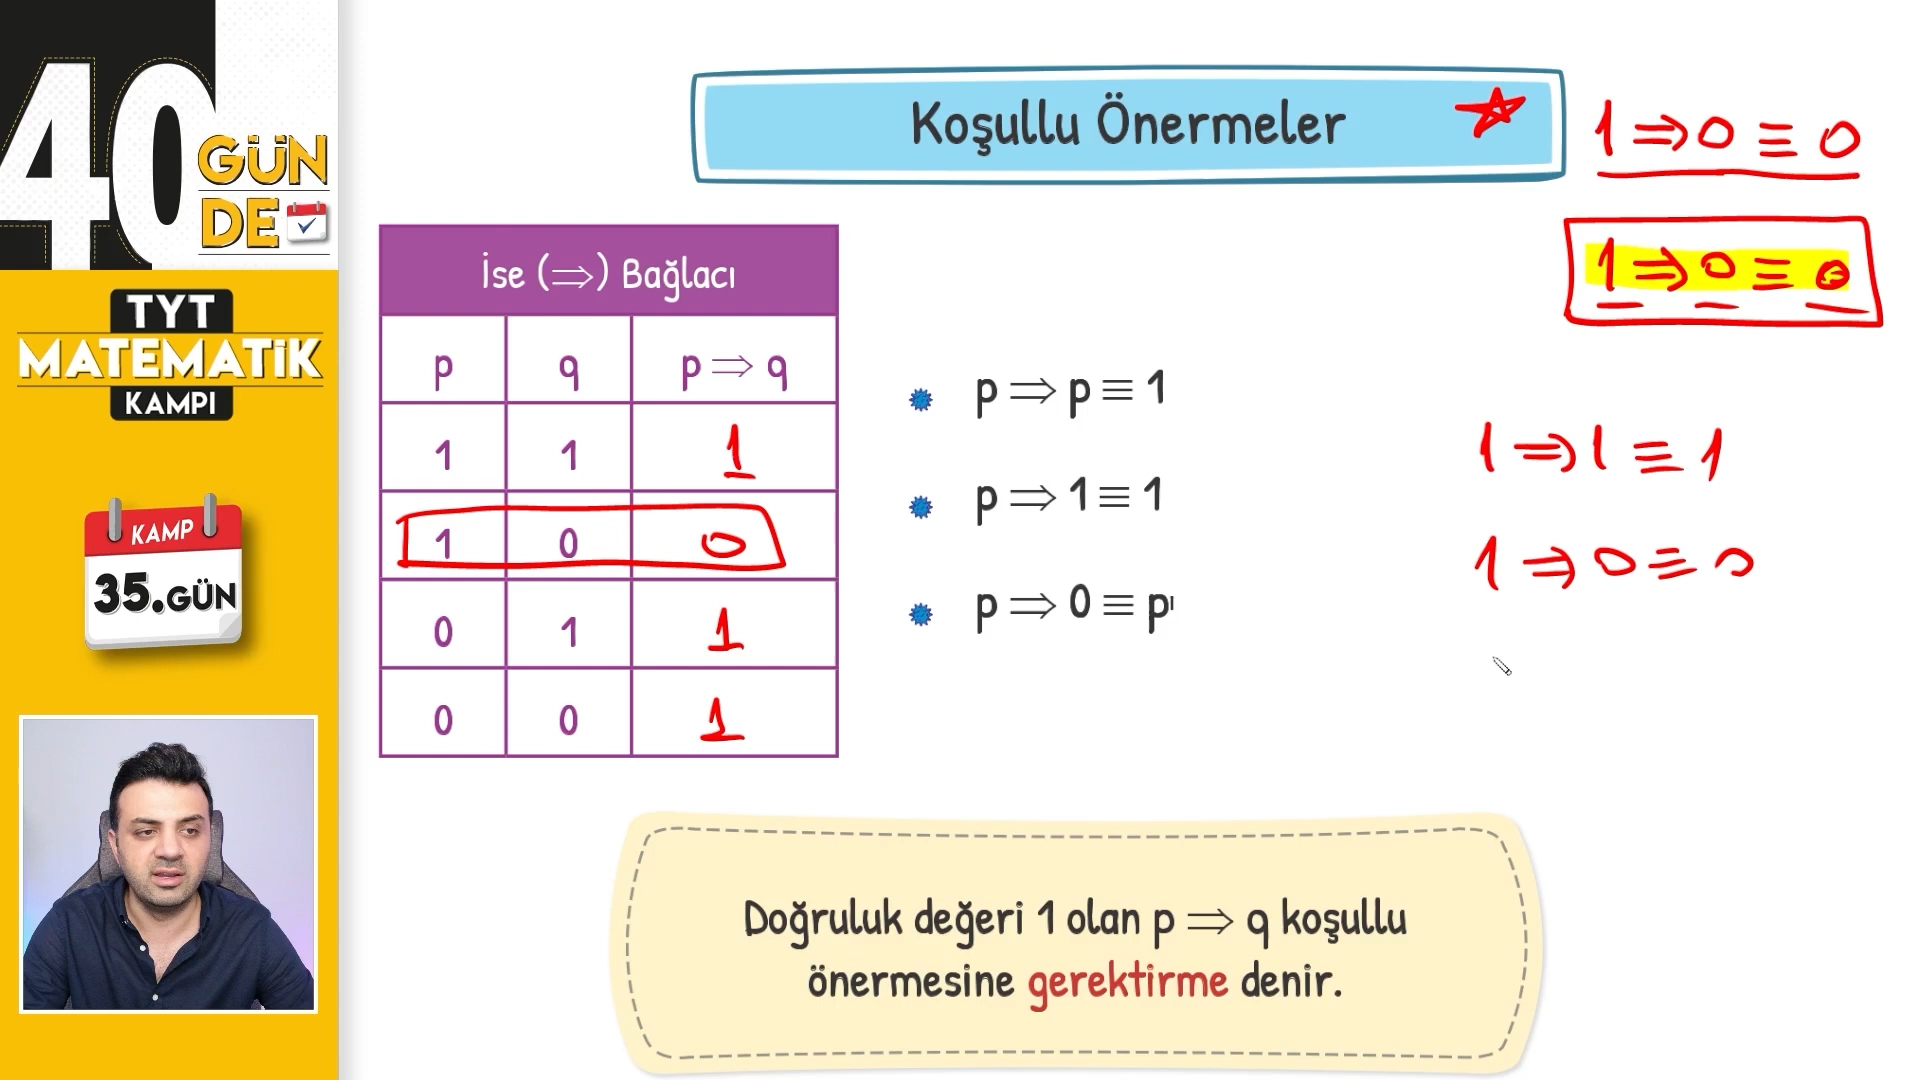 40
GÜN
DE
TYT
MATEMATİK
KAMPI
KAMP
35.GÜN
Koşullu Önermeler
1 ⇒ 0 ≡ 0
1 ⇒ 0 ≡ 0
İse (⇒) Bağlacı
p q p ⇒ q
1 1 1
1 0 0
0 1 1
0 0 1
p ⇒ p ≡ 1
p ⇒ 1 ≡ 1
p ⇒ 0 ≡ pı
1 ⇒ 1 ≡ 1
1 ⇒ 0 ≡ 0
Doğruluk değeri 1 olan p ⇒ q koşullu
önermesine gerektirme denir.